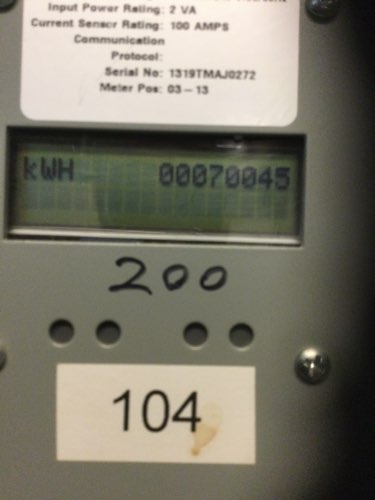 Input Power Rating: 2 VA
Current Sensor Rating: 100 AMPS
Communication
Protocol:
Serial No: 1319TMAJ0272
Meter Pos: 03-13
kWH 00070045
200
104